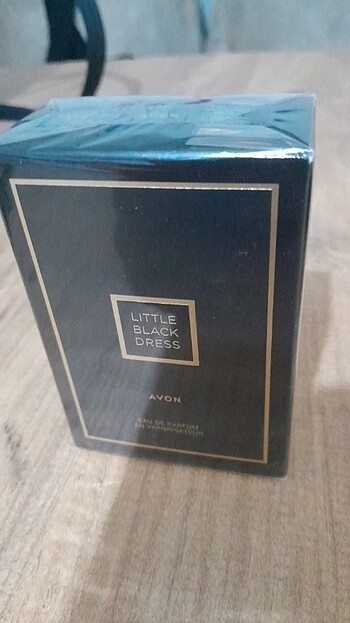 LITTLE
BLACK
DRESS
AVON
EAU DE PARFUM
EN VAPORISATEUR